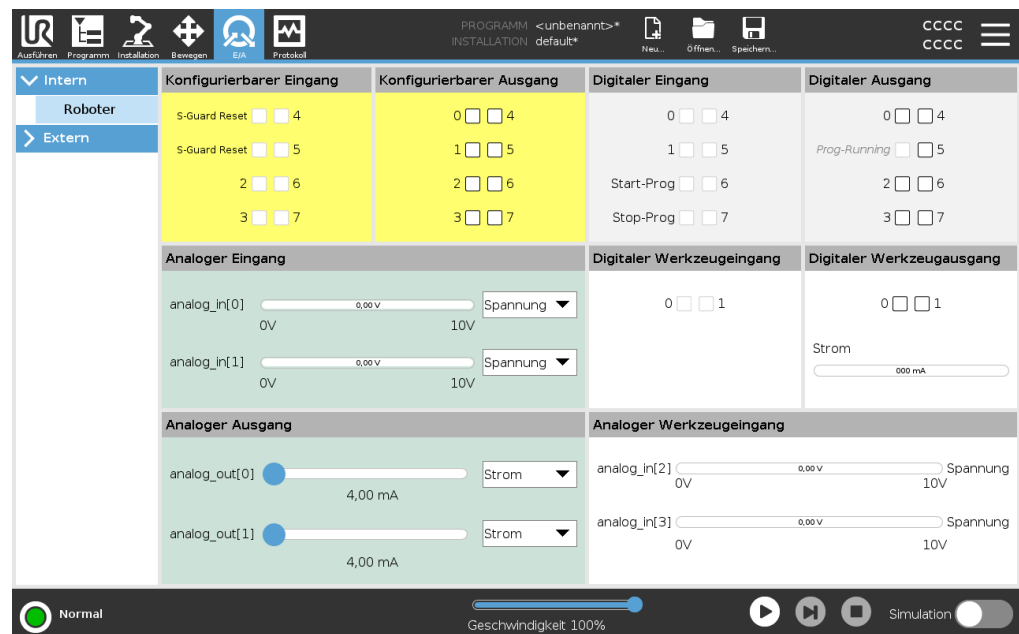 UR
Ausführen
Programm
Installation
Bewegen
E/A
Protokoll
PROGRAMM <unbenannt>*
INSTALLATION default*
Neu...
Öffnen...
Speichern...
CCCC
CCCC
Intern
Roboter
Extern
Konfigurierbarer Eingang
S-Guard Reset 4
S-Guard Reset 5
2 6
3 7
Konfigurierbarer Ausgang
0 4
1 5
2 6
3 7
Digitaler Eingang
0 4
1 5
Start-Prog 6
Stop-Prog 7
Digitaler Ausgang
0 4
Prog-Running 5
2 6
3 7
Analoger Eingang
analog_in[0] 0,00 V Spannung
0V 10V
analog_in[1] 0,00 V Spannung
0V 10V
Digitaler Werkzeugeingang
0 1
Digitaler Werkzeugausgang
0 1
Strom
000 mA
Analoger Ausgang
analog_out[0] Strom
4,00 mA
analog_out[1] Strom
4,00 mA
Analoger Werkzeugeingang
analog_in[2] 0,00 V Spannung
0V 10V
analog_in[3] 0,00 V Spannung
0V 10V
Normal
Geschwindigkeit 100%
Simulation